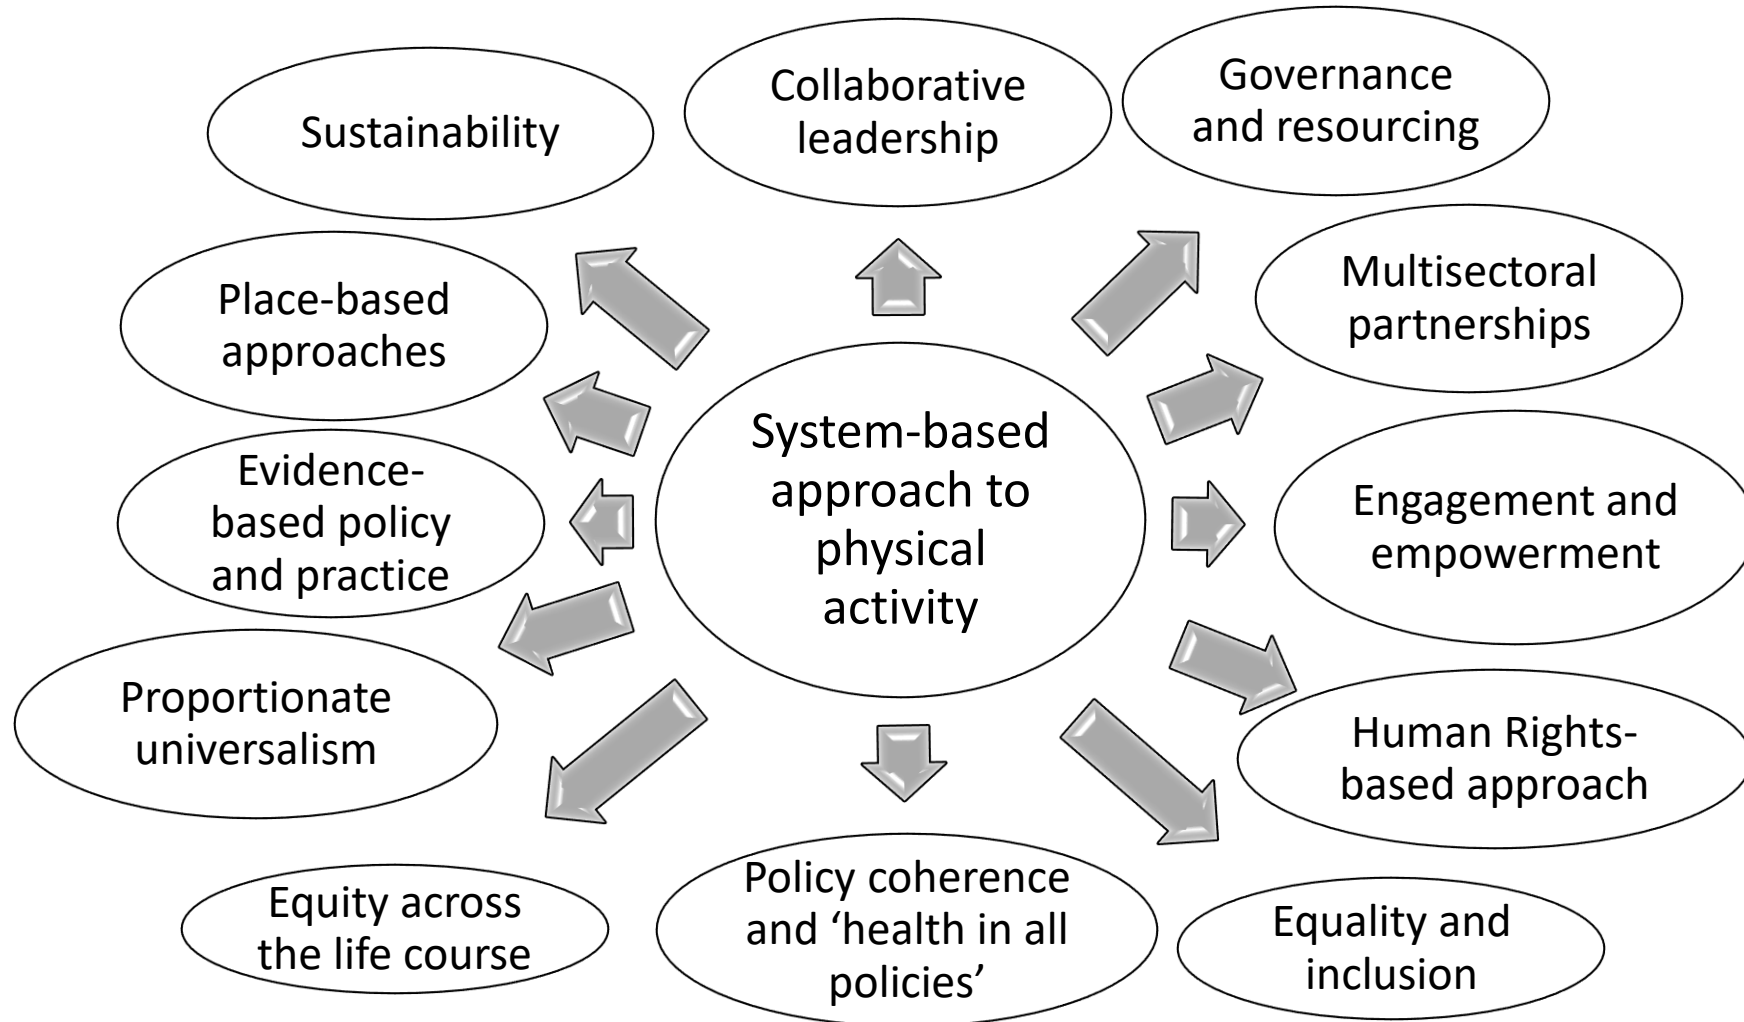 Sustainability
Collaborative
leadership
Governance
and resourcing
Place-based
approaches
Multisectoral
partnerships
System-based
approach to
physical
activity
Evidence-
based policy
and practice
Engagement and
empowerment
Proportionate
universalism
Human Rights-
based approach
Equity across
the life course
Policy coherence
and ‘health in all
policies’
Equality and
inclusion